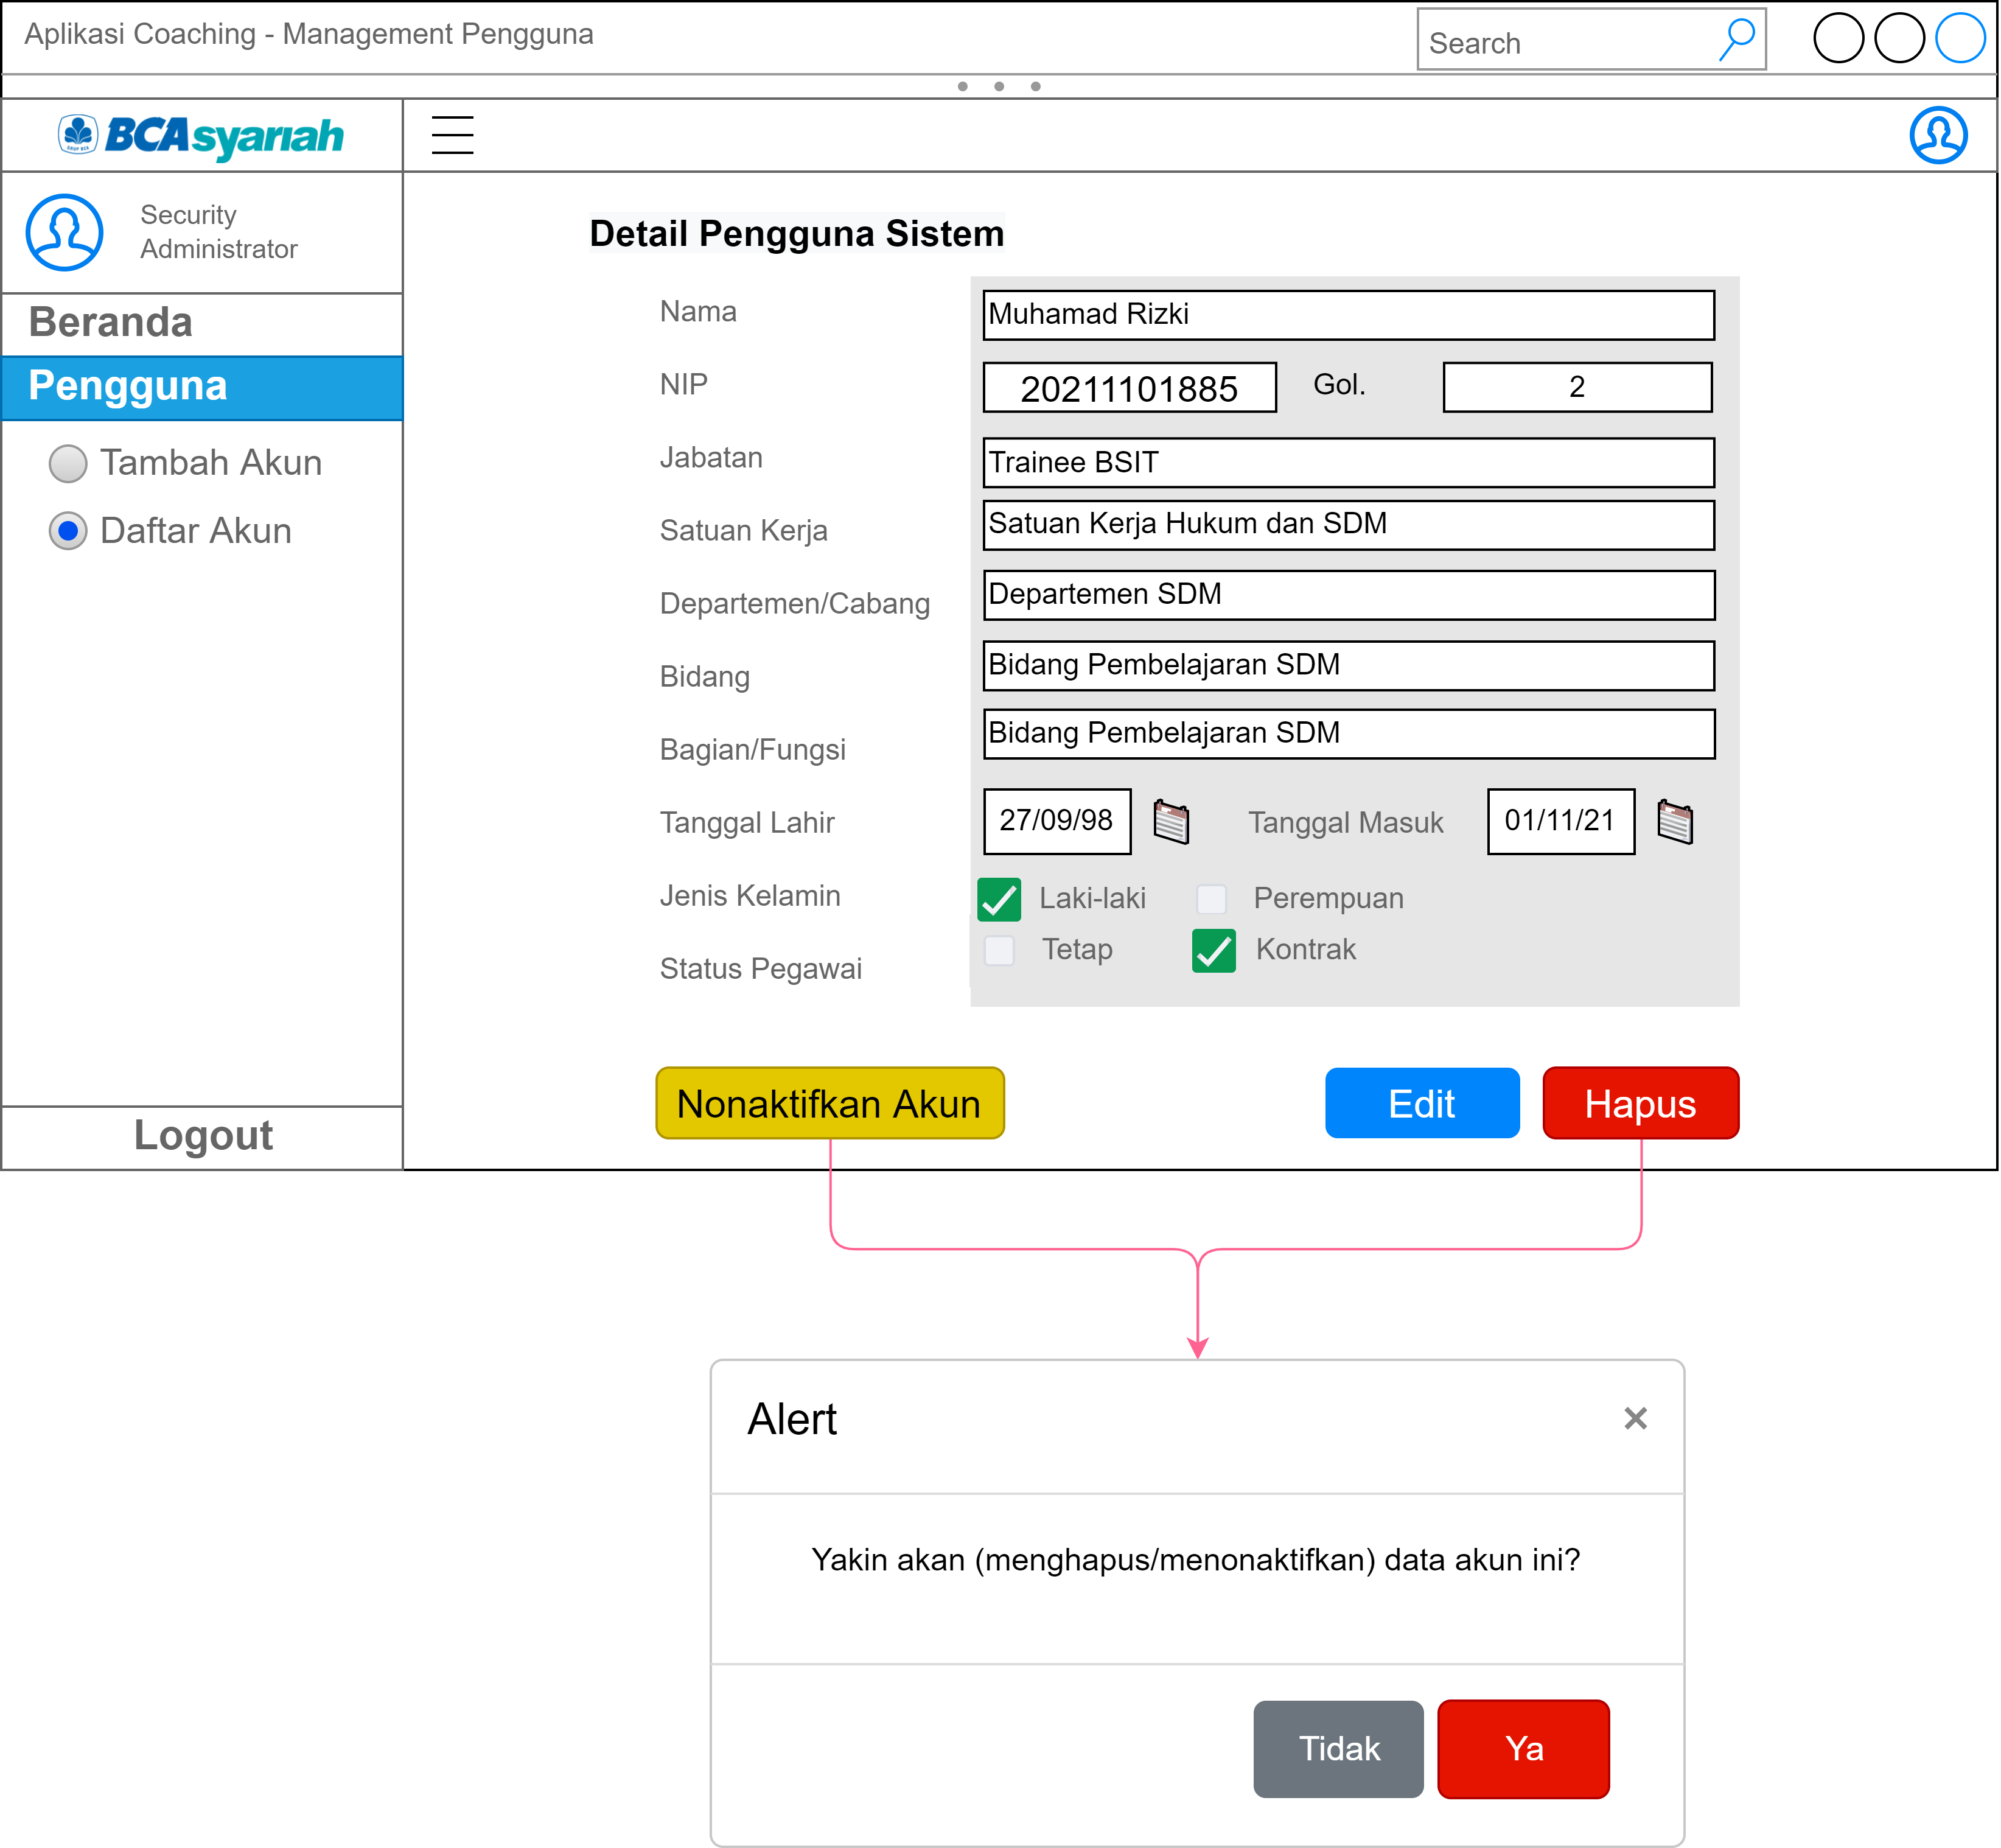 Aplikasi Coaching - Management Pengguna
Search
BCAsyariah
GRUP BCA
Security
Administrator
Beranda
Pengguna
Tambah Akun
Daftar Akun
Logout
Detail Pengguna Sistem
Nama Muhamad Rizki
NIP 20211101885 Gol. 2
Jabatan Trainee BSIT
Satuan Kerja Satuan Kerja Hukum dan SDM
Departemen/Cabang Departemen SDM
Bidang Bidang Pembelajaran SDM
Bagian/Fungsi Bidang Pembelajaran SDM
Tanggal Lahir 27/09/98 Tanggal Masuk 01/11/21
Jenis Kelamin Laki-laki Perempuan
Status Pegawai Tetap Kontrak
Nonaktifkan Akun Edit Hapus
Alert ×
Yakin akan (menghapus/menonaktifkan) data akun ini?
Tidak Ya